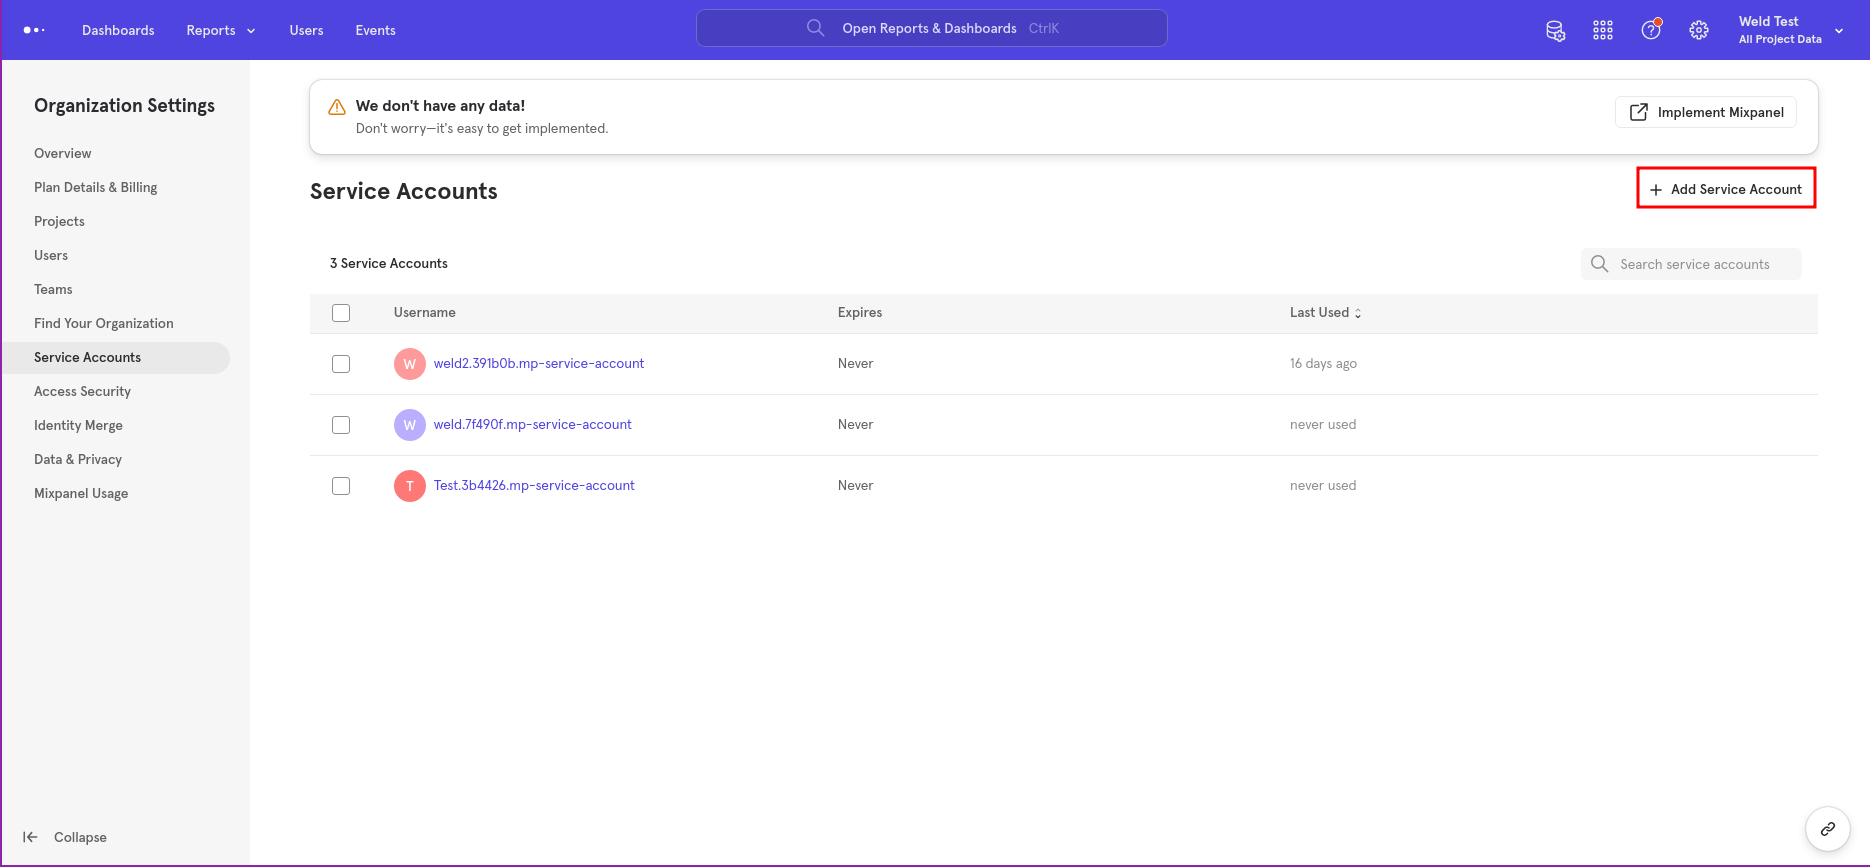 Dashboards
Reports
Users
Events
Open Reports & Dashboards CtrlK
Weld Test
All Project Data
Organization Settings
Overview
Plan Details & Billing
Projects
Users
Teams
Find Your Organization
Service Accounts
Access Security
Identity Merge
Data & Privacy
Mixpanel Usage
Collapse
We don't have any data!
Don't worry—it's easy to get implemented.
Implement Mixpanel
Service Accounts
+ Add Service Account
3 Service Accounts
Search service accounts
Username Expires Last Used
W weld2.391b0b.mp-service-account Never 16 days ago
W weld.7f490f.mp-service-account Never never used
T Test.3b4426.mp-service-account Never never used